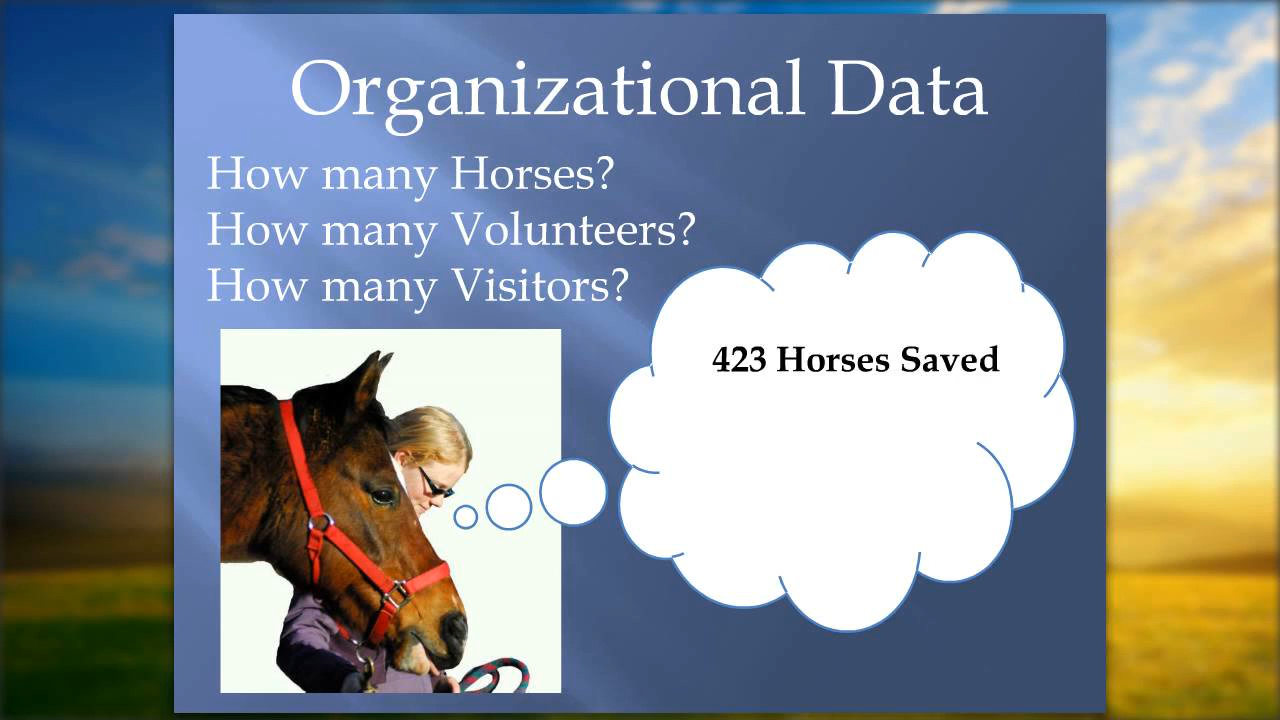 Organizational Data
How many Horses?
How many Volunteers?
How many Visitors?
423 Horses Saved